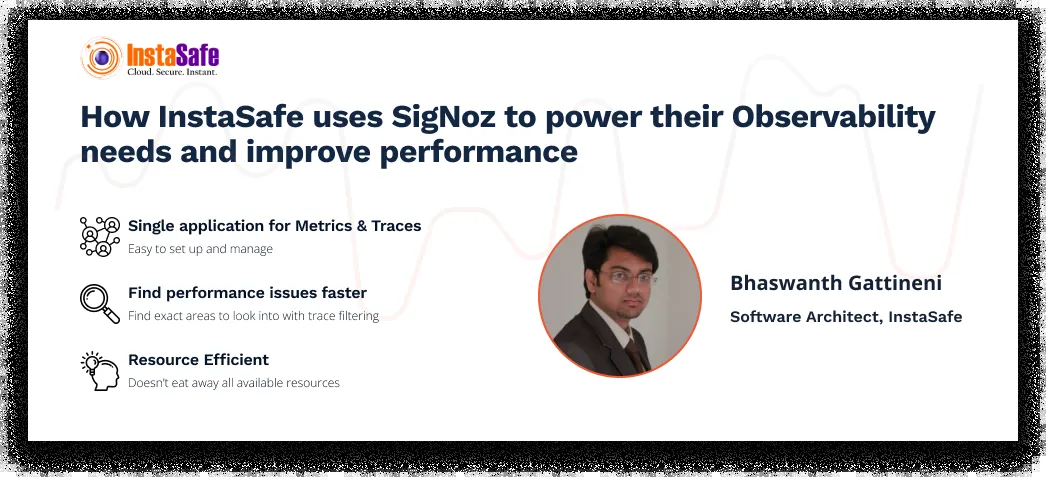 InstaSafe
Cloud. Secure. Instant.
How InstaSafe uses SigNoz to power their Observability
needs and improve performance
Single application for Metrics & Traces
Easy to set up and manage
Find performance issues faster
Find exact areas to look into with trace filtering
Resource Efficient
Doesn't eat away all available resources
Bhaswanth Gattineni
Software Architect, InstaSafe